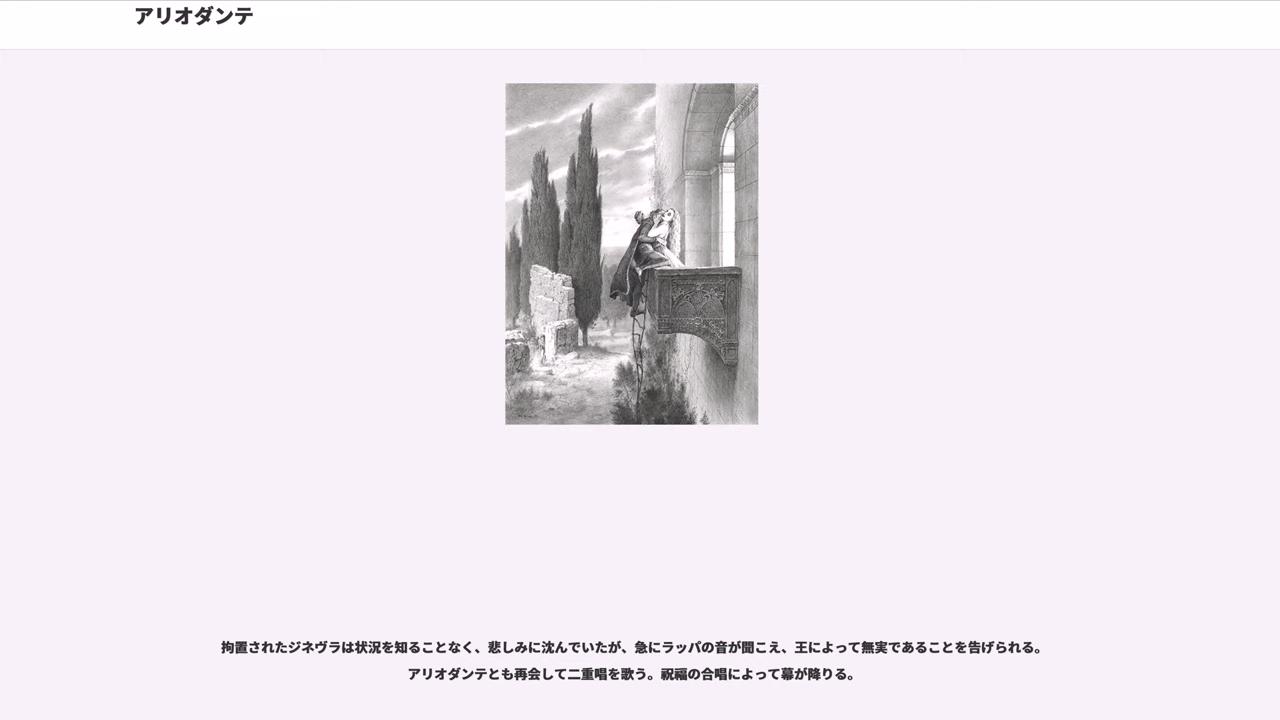 アリオダンテ
拘置されたジネヴラは状況を知ることなく、悲しみに沈んでいたが、急にラッパの音が聞こえ、王によって無実であることを告げられる。
アリオダンテとも再会して二重唱を歌う。祝福の合唱によって幕が降りる。